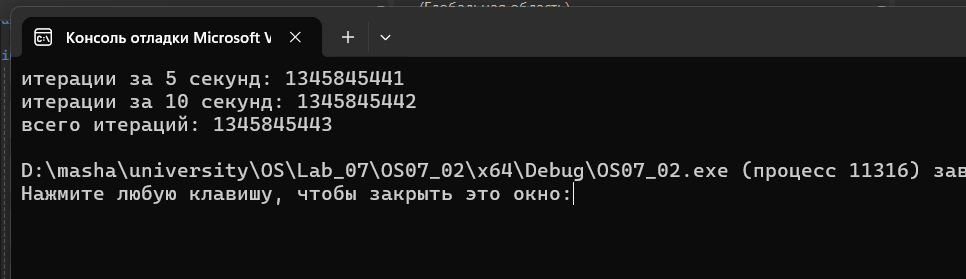 (Глобальная область)
Консоль отладки Microsoft V
итерации за 5 секунд: 1345845441
итерации за 10 секунд: 1345845442
всего итераций: 1345845443
D:\masha\university\OS\Lab_07\OS07_02\x64\Debug\OS07_02.exe (процесс 11316) зав
Нажмите любую клавишу, чтобы закрыть это окно: